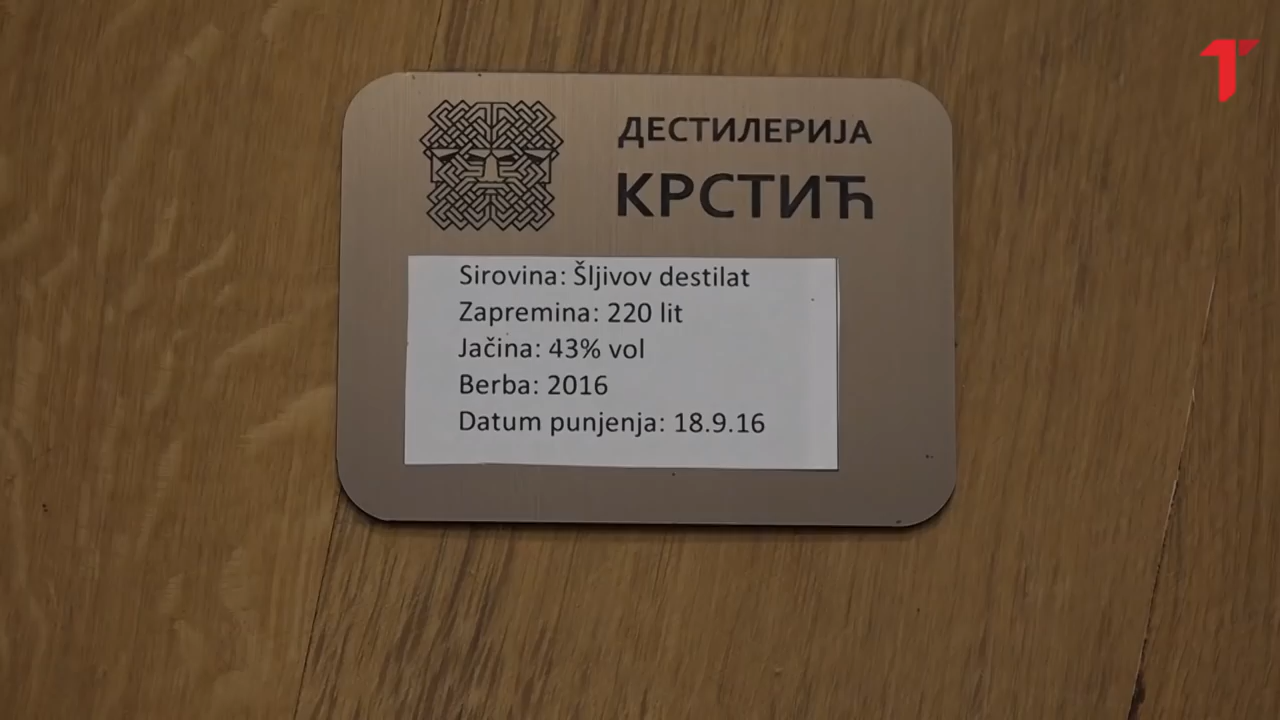 ДЕСТИЛЕРИЈА
КРСТИЋ
Sirovina: Šljivov destilat
Zapremina: 220 lit
Jačina: 43% vol
Berba: 2016
Datum punjenja: 18.9.16